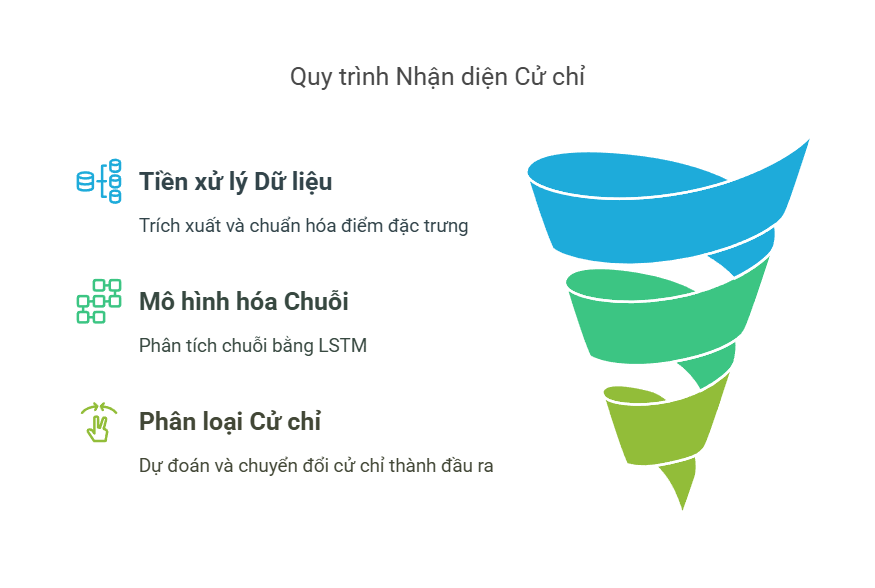 Quy trình Nhận diện Cử chỉ
Tiền xử lý Dữ liệu
Trích xuất và chuẩn hóa điểm đặc trưng
Mô hình hóa Chuỗi
Phân tích chuỗi bằng LSTM
Phân loại Cử chỉ
Dự đoán và chuyển đổi cử chỉ thành đầu ra